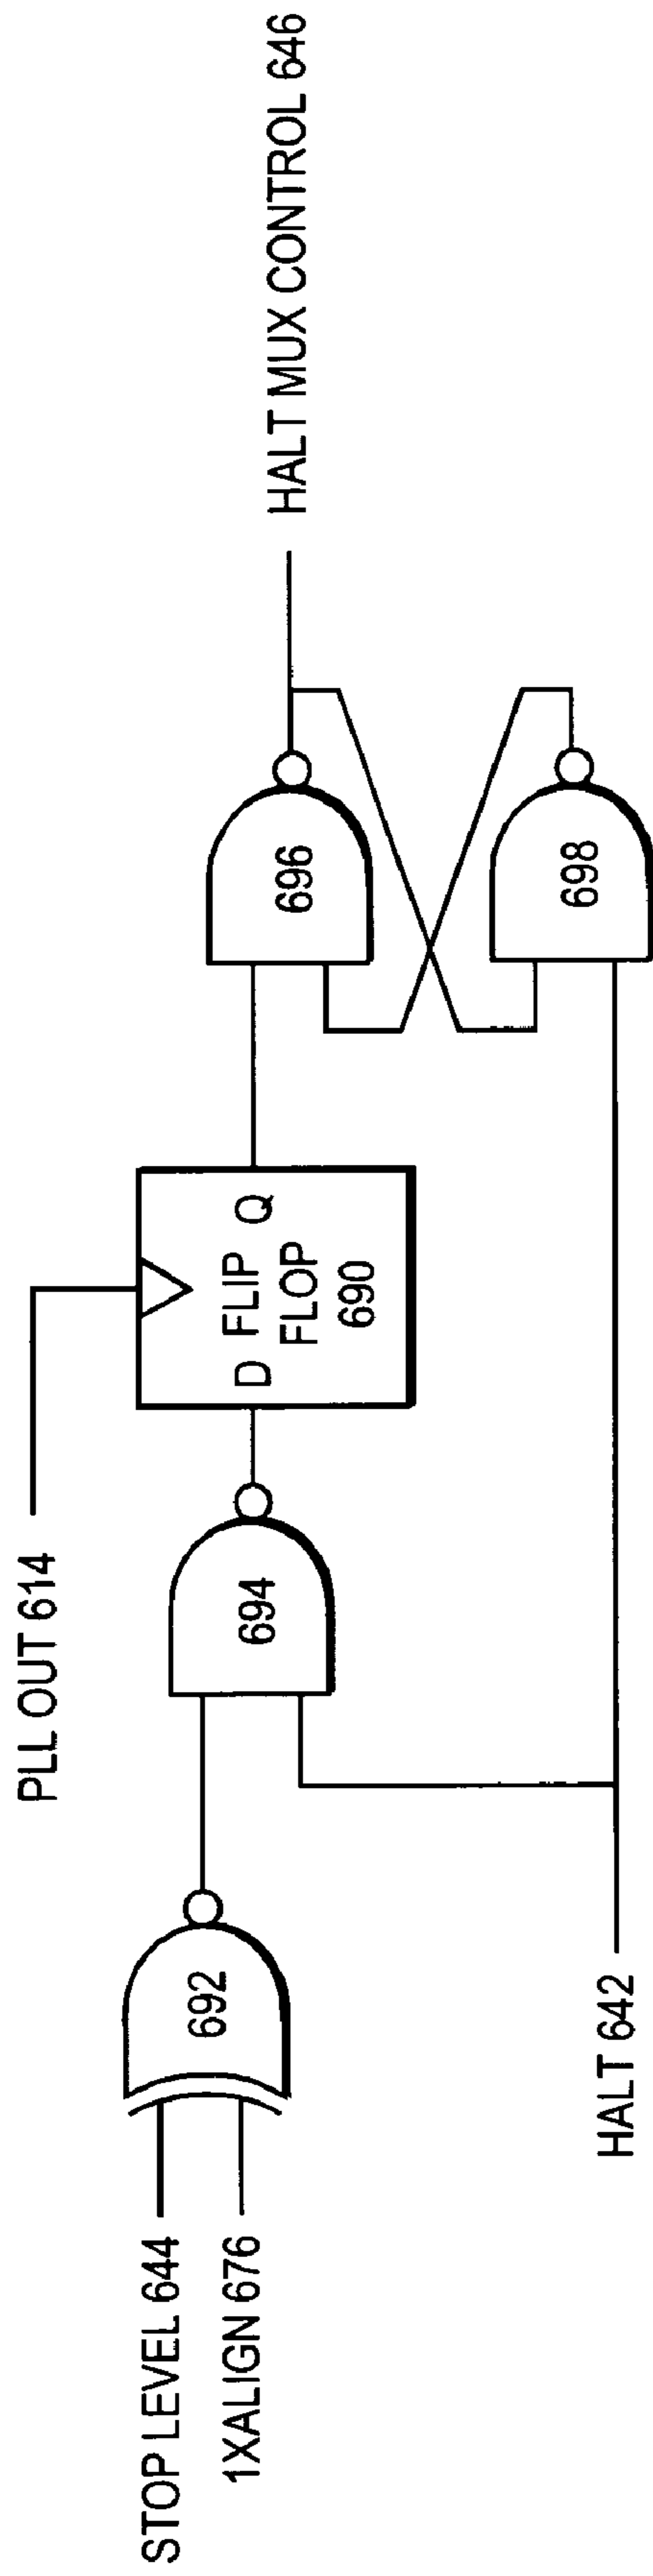 STOP LEVEL 644
1XALIGN 676
692
HALT 642
694
PLL OUT 614
D FLIP Q
FLOP
690
696
698
HALT MUX CONTROL 646